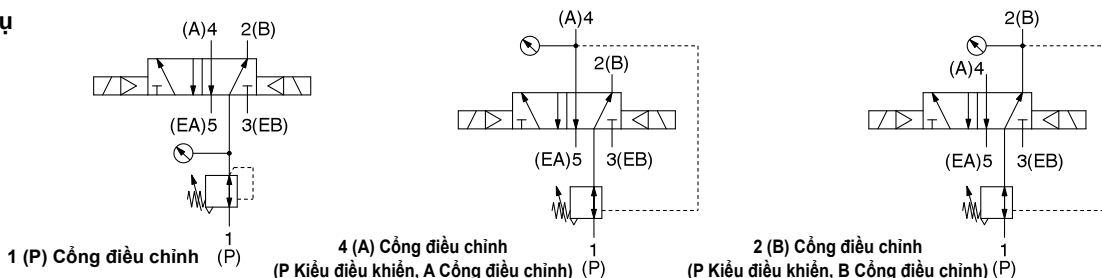 ụ
(A)4 2(B)
(EA)5 3(EB)
1
(P)
1 (P) Cổng điều chỉnh
(A)4
2(B)
(EA)5 3(EB)
1
(P)
4 (A) Cổng điều chỉnh
(P Kiểu điều khiển, A Cổng điều chỉnh)
2(B)
(A)4
(EA)5 3(EB)
1
(P)
2 (B) Cổng điều chỉnh
(P Kiểu điều khiển, B Cổng điều chỉnh)